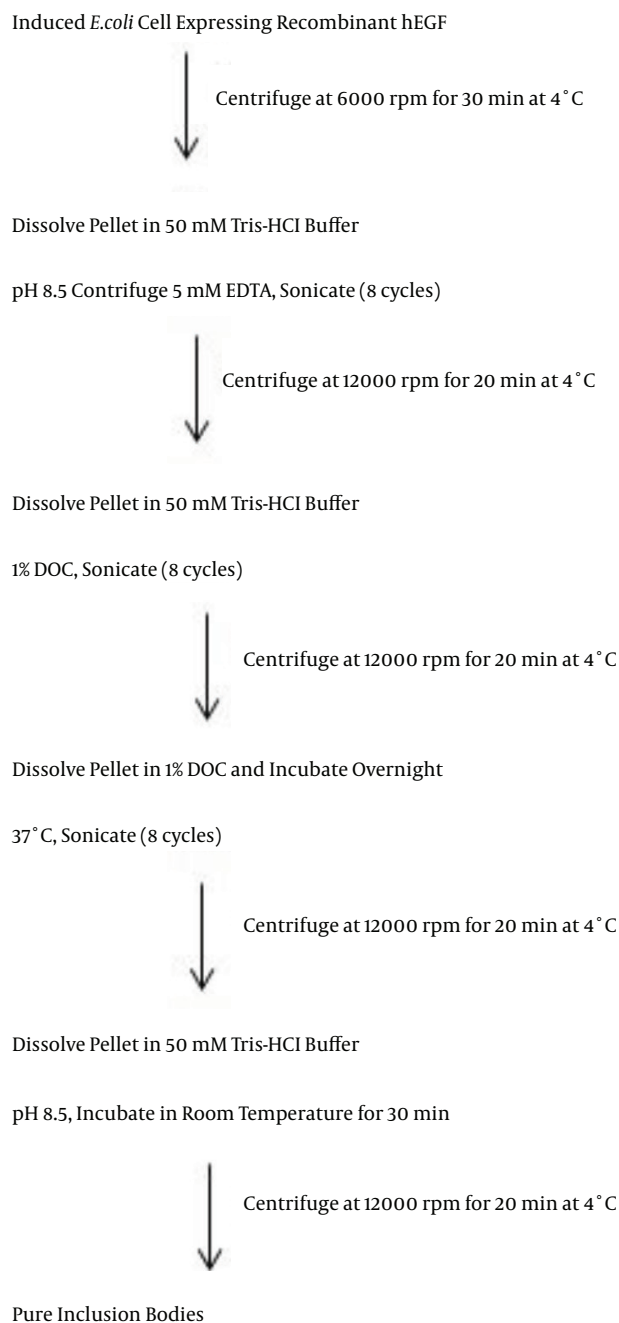 Induced E.coli Cell Expressing Recombinant hEGF
Centrifuge at 6000 rpm for 30 min at 4˚C
Dissolve Pellet in 50 mM Tris-HCI Buffer
pH 8.5 Contrifuge 5 mM EDTA, Sonicate (8 cycles)
Centrifuge at 12000 rpm for 20 min at 4˚C
Dissolve Pellet in 50 mM Tris-HCI Buffer
1% DOC, Sonicate (8 cycles)
Centrifuge at 12000 rpm for 20 min at 4˚C
Dissolve Pellet in 1% DOC and Incubate Overnight
37˚C, Sonicate (8 cycles)
Centrifuge at 12000 rpm for 20 min at 4˚C
Dissolve Pellet in 50 mM Tris-HCI Buffer
pH 8.5, Incubate in Room Temperature for 30 min
Centrifuge at 12000 rpm for 20 min at 4˚C
Pure Inclusion Bodies